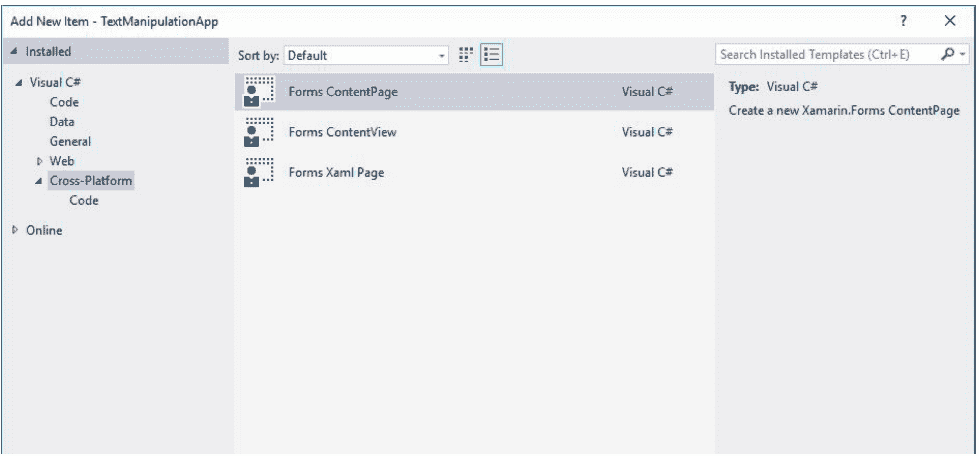 Add New Item - TextManipulationApp ?
Installed
Sort by: Default
Search Installed Templates (Ctrl+E)
Visual C#
Code
Data
General
Web
Cross-Platform
Code
Online
Forms ContentPage Visual C#
Forms ContentView Visual C#
Forms Xaml Page Visual C#
Type: Visual C#
Create a new Xamarin.Forms ContentPage